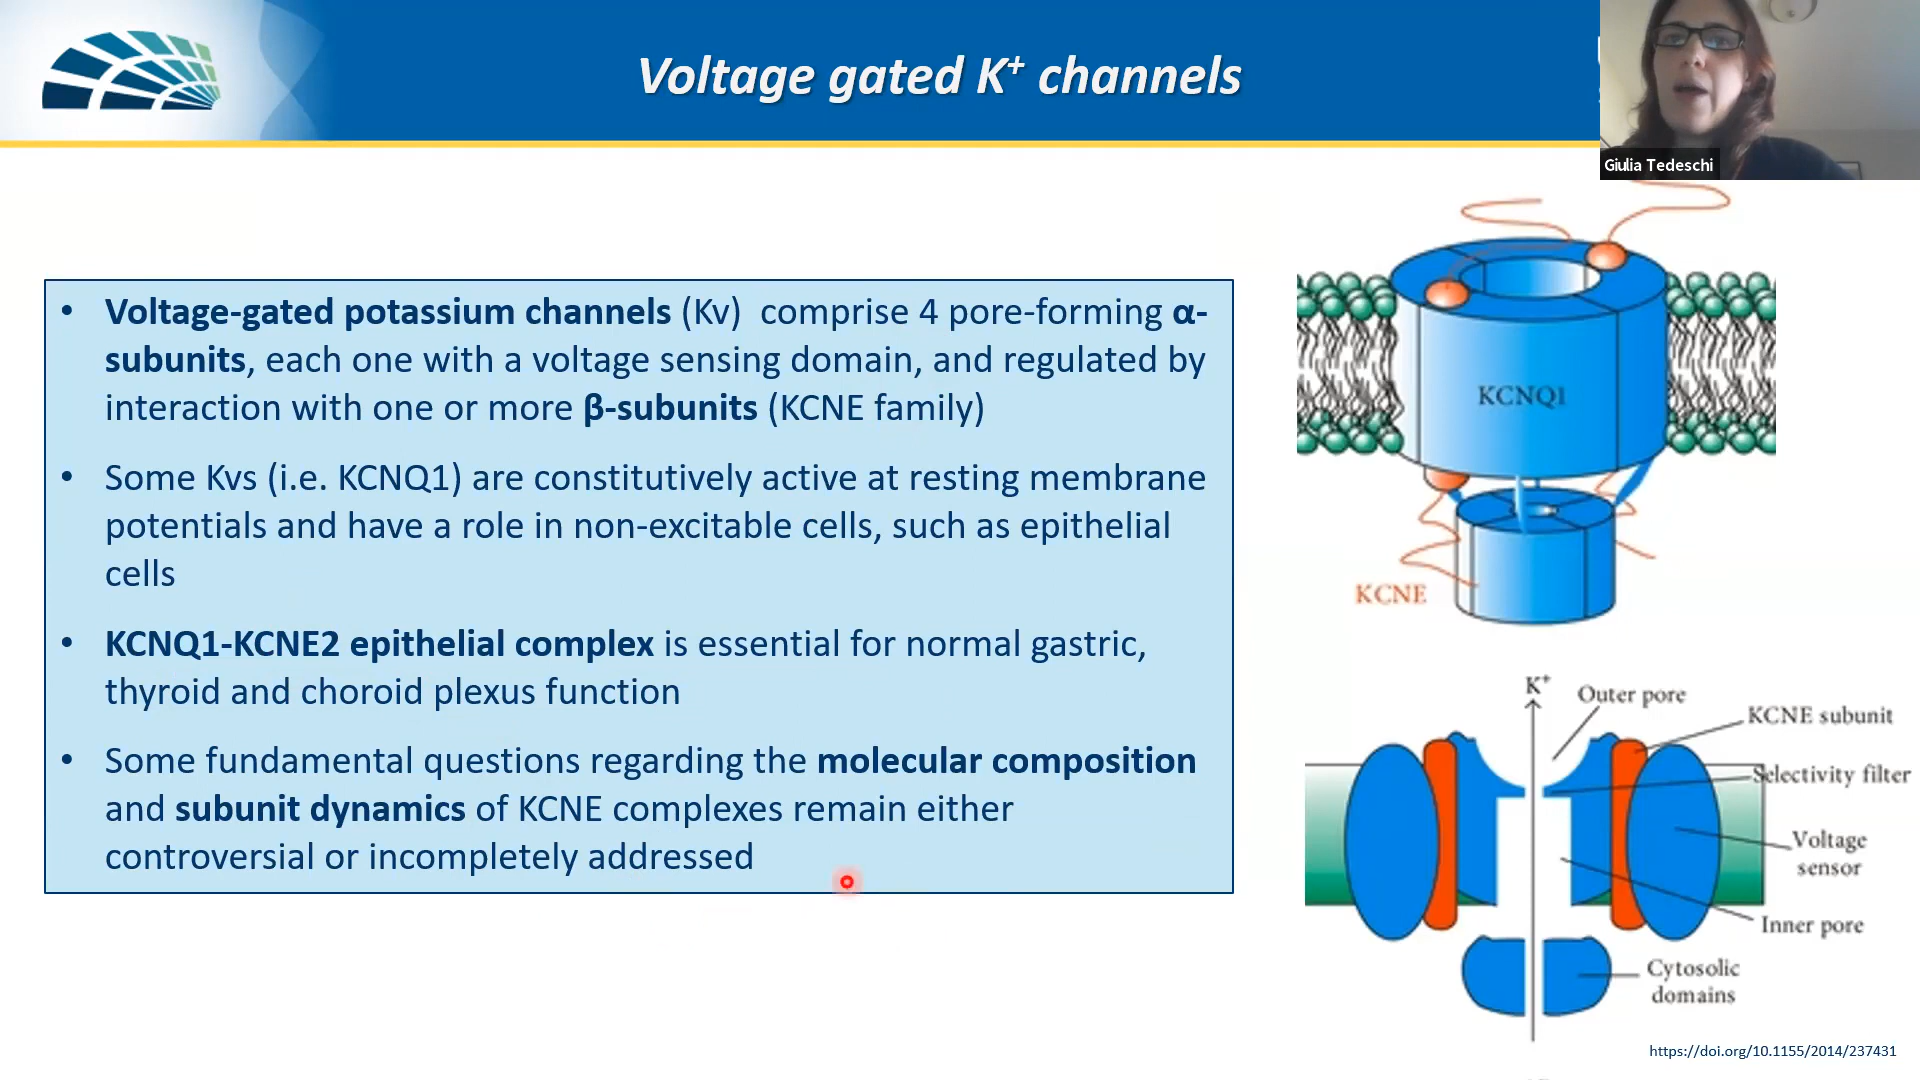 Voltage gated K⁺ channels
Giulia Tedeschi
• Voltage-gated potassium channels (Kv) comprise 4 pore-forming α-
subunits, each one with a voltage sensing domain, and regulated by
interaction with one or more β-subunits (KCNE family)
• Some Kvs (i.e. KCNQ1) are constitutively active at resting membrane
potentials and have a role in non-excitable cells, such as epithelial
cells
• KCNQ1-KCNE2 epithelial complex is essential for normal gastric,
thyroid and choroid plexus function
• Some fundamental questions regarding the molecular composition
and subunit dynamics of KCNE complexes remain either
controversial or incompletely addressed
KCNQ1
KCNE
K⁺
Outer pore
KCNE subunit
Selectivity filter
Voltage
sensor
Inner pore
Cytosolic
domains
https://doi.org/10.1155/2014/237431